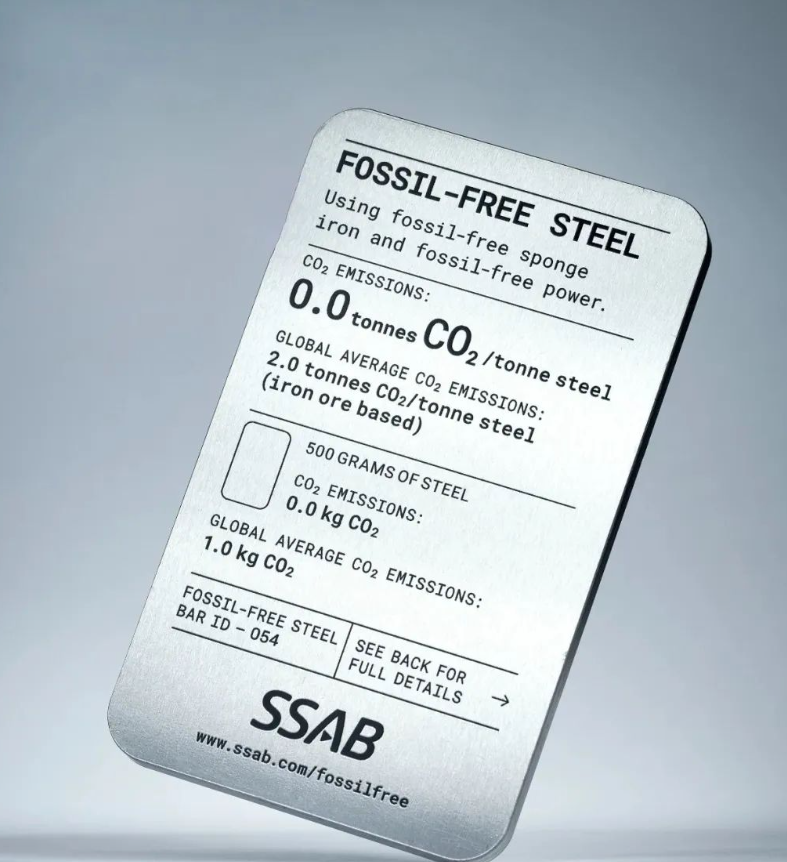 FOSSIL-FREE STEEL
Using fossil-free sponge
iron and fossil-free power.
CO₂ EMISSIONS:
0.0 tonnes CO₂/tonne steel
GLOBAL AVERAGE CO₂ EMISSIONS:
2.0 tonnes CO₂/tonne steel
(iron ore based)
500 GRAMS OF STEEL
CO₂ EMISSIONS:
0.0 kg CO₂
GLOBAL AVERAGE CO₂ EMISSIONS:
1.0 kg CO₂
FOSSIL-FREE STEEL
BAR ID – 054
SEE BACK FOR
FULL DETAILS →
SSAB
www.ssab.com/fossilfree